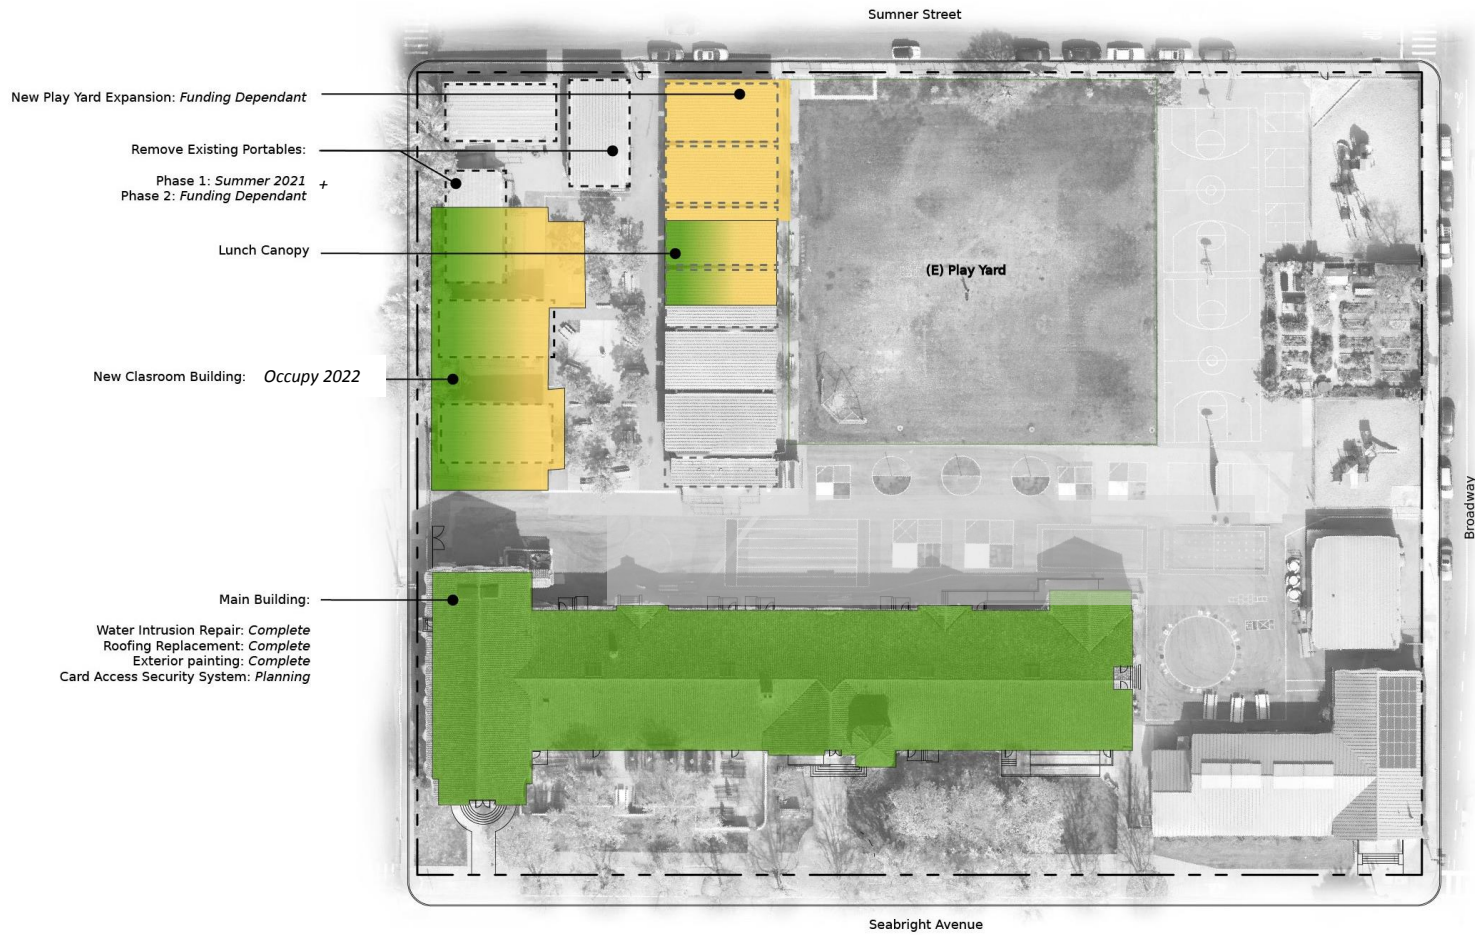 Sumner Street
New Play Yard Expansion: Funding Dependant
Remove Existing Portables:
Phase 1: Summer 2021 +
Phase 2: Funding Dependant
Lunch Canopy
(E) Play Yard
New Clasroom Building: Occupy 2022
Broadway
Main Building:
Water Intrusion Repair: Complete
Roofing Replacement: Complete
Exterior painting: Complete
Card Access Security System: Planning
Seabright Avenue